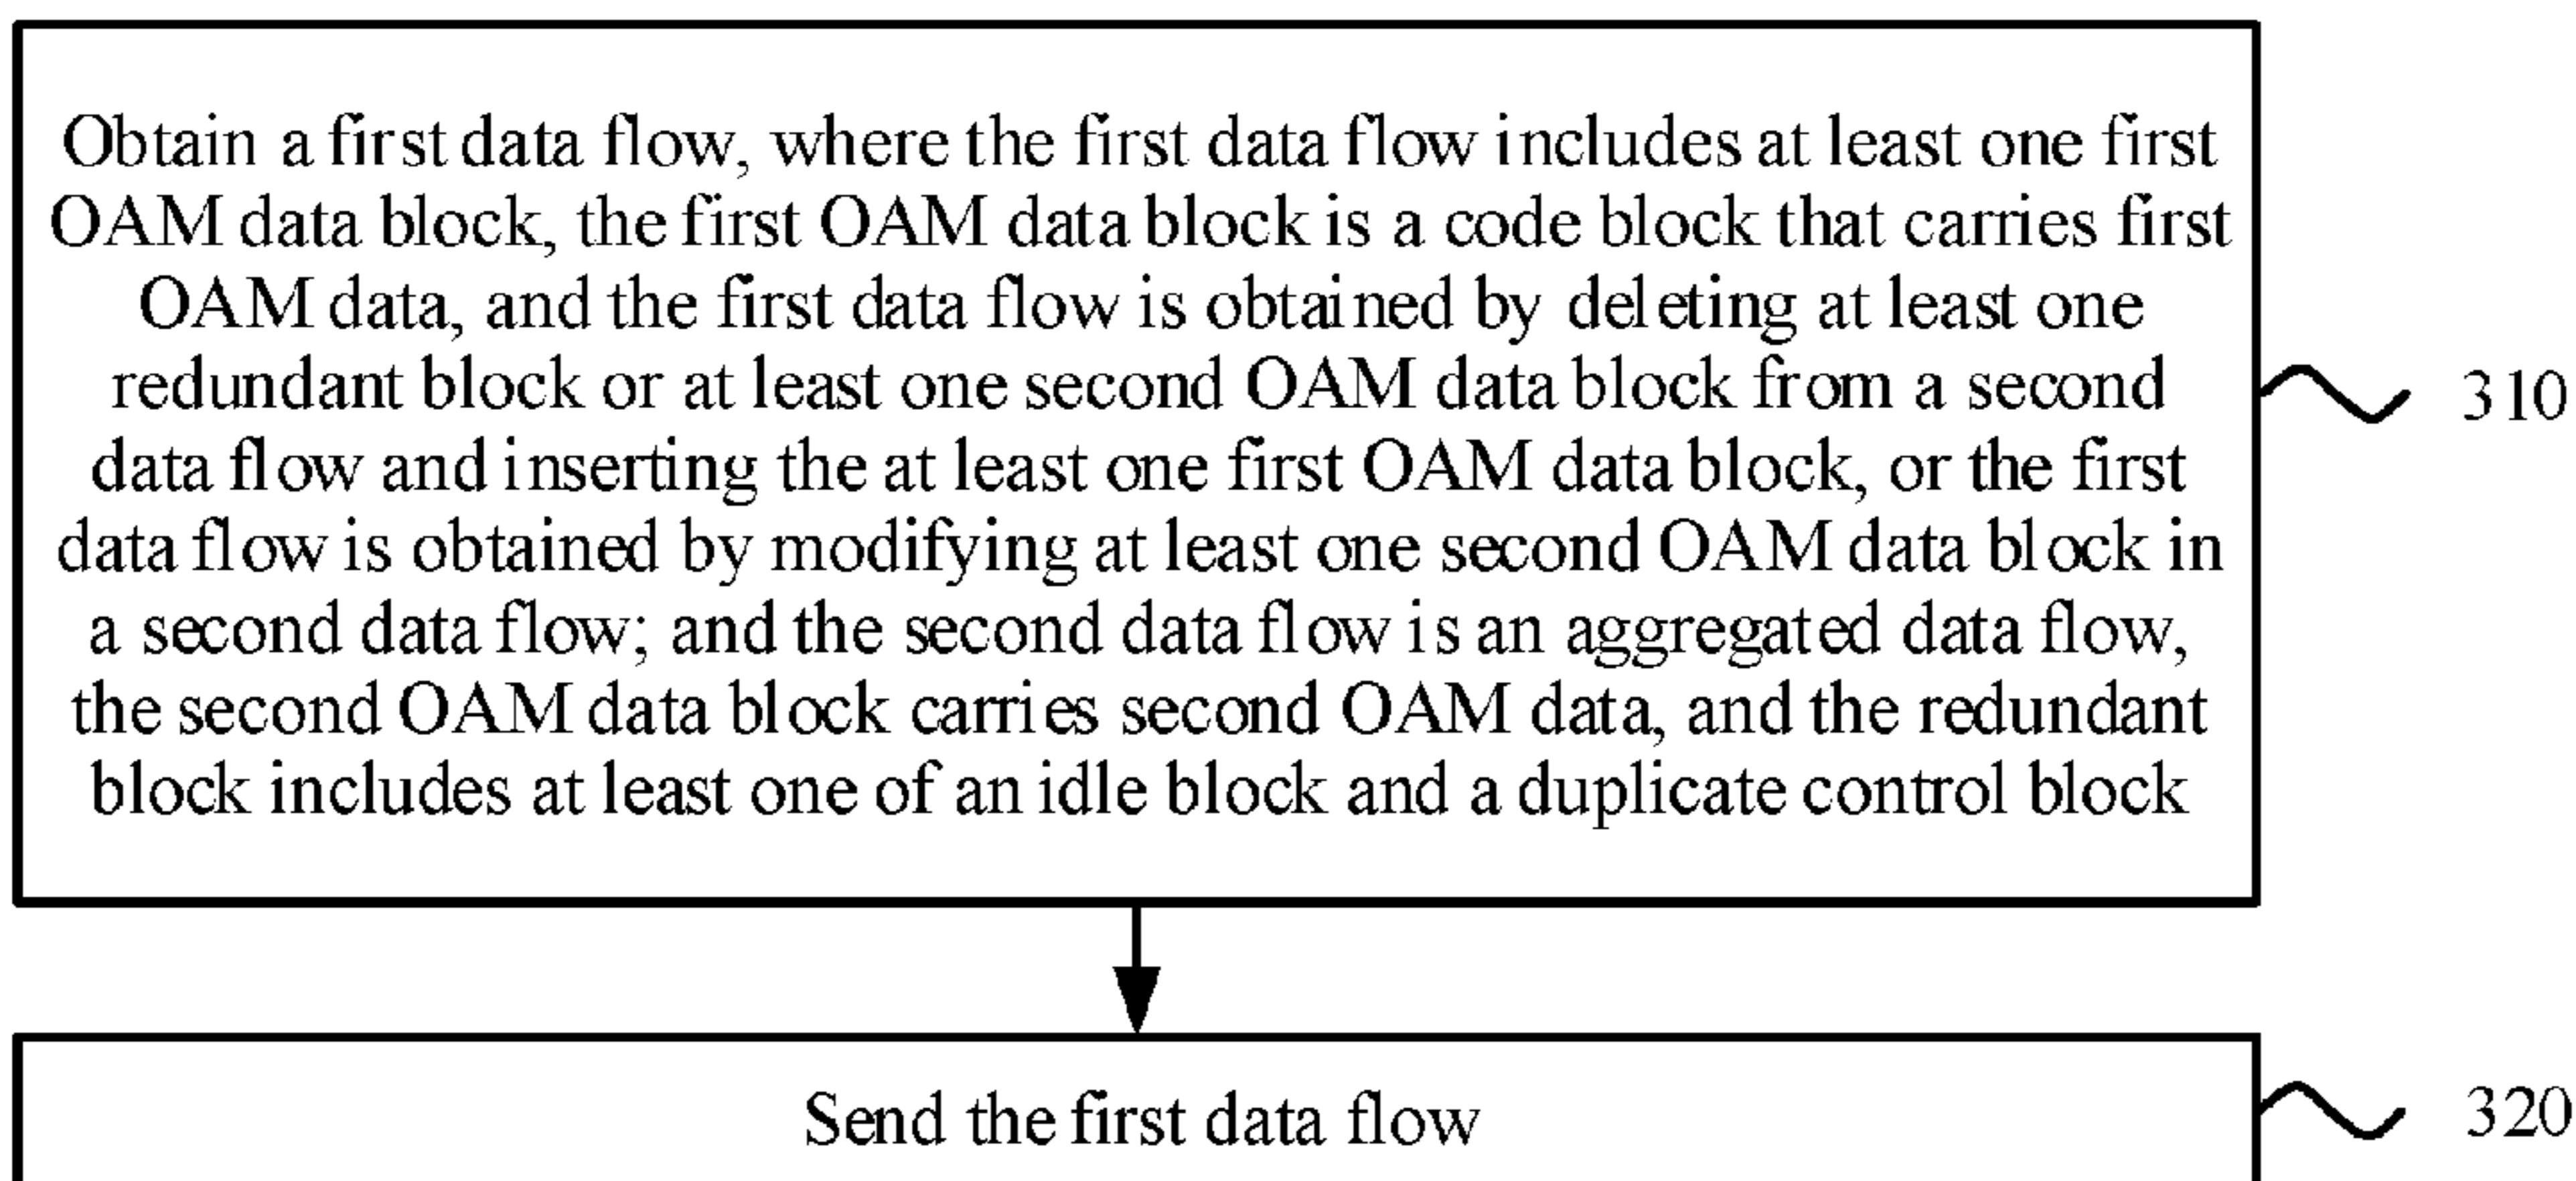 Obtain a first data flow, where the first data flow includes at least one first
OAM data block, the first OAM data block is a code block that carries first
OAM data, and the first data flow is obtained by deleting at least one
redundant block or at least one second OAM data block from a second
data flow and inserting the at least one first OAM data block, or the first
data flow is obtained by modifying at least one second OAM data block in
a second data flow; and the second data flow is an aggregated data flow,
the second OAM data block carries second OAM data, and the redundant
block includes at least one of an idle block and a duplicate control block
310
Send the first data flow
320